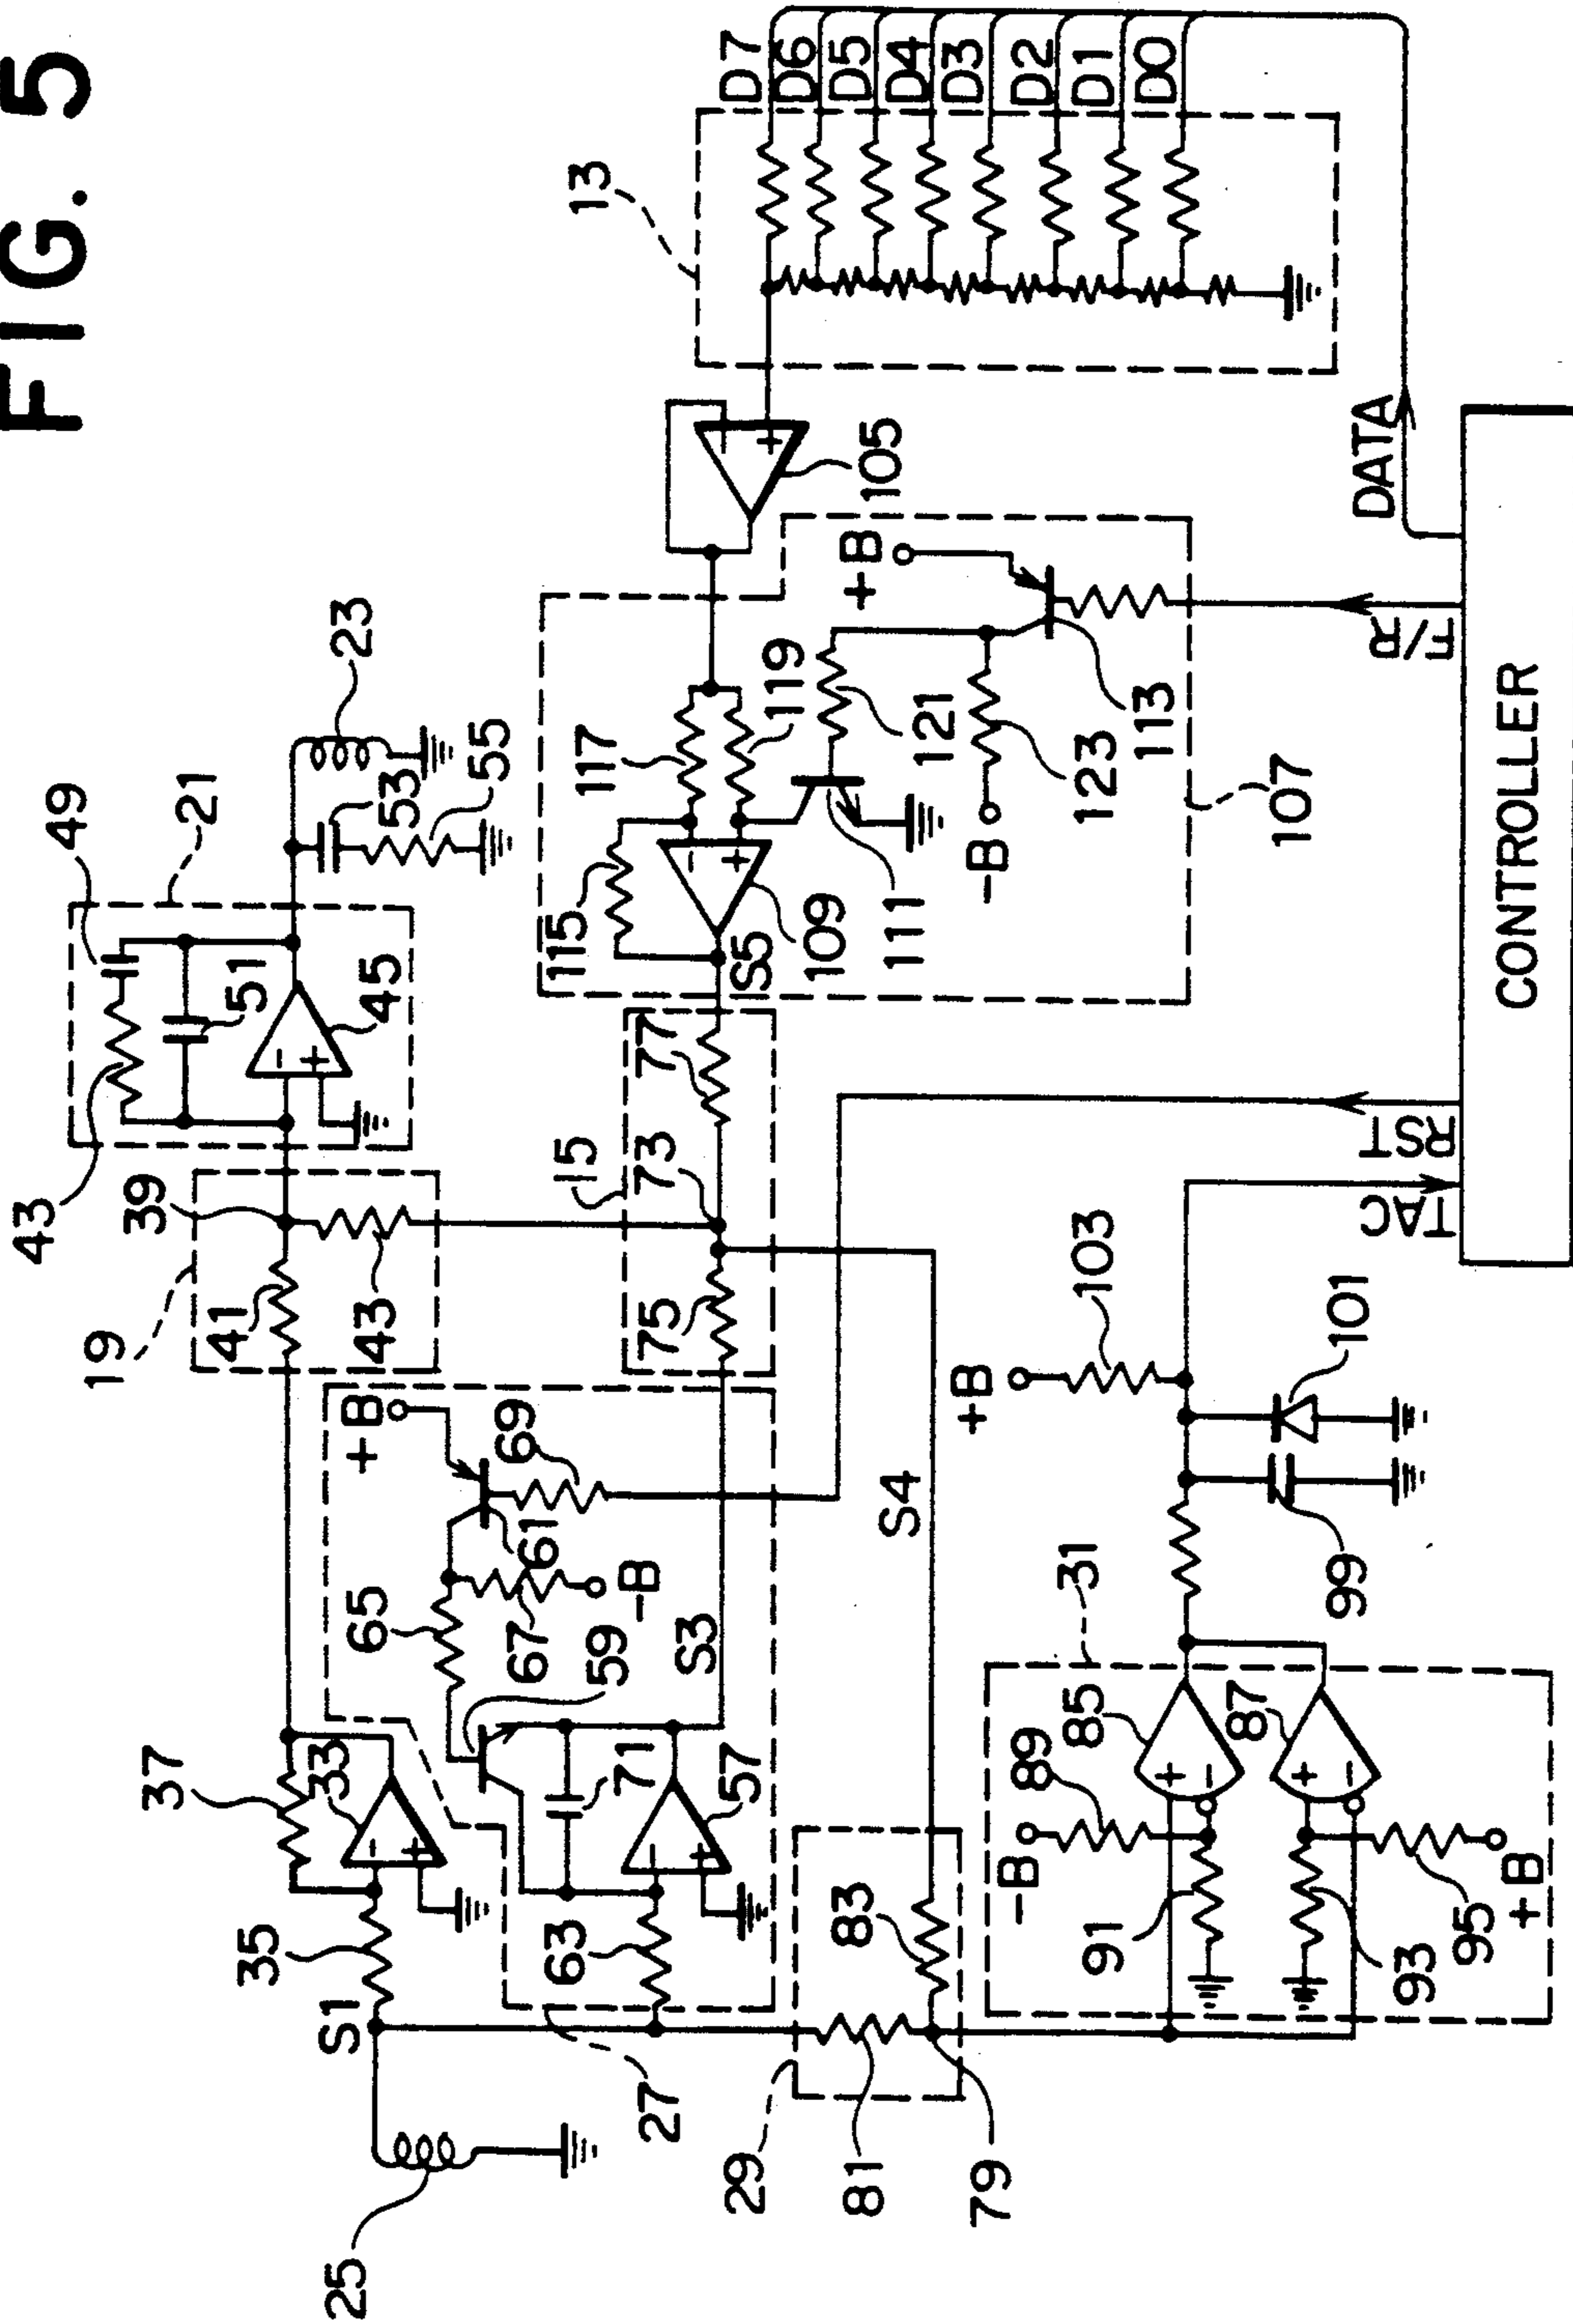 FIG. 5
49
21
43
51
45
23
53
55
39
19
41
43
37
33
35
S1
25
+B
69
61
65
67
-B
59
S3
71
57
63
27
15
77
73
75
S4
115
117
119
S5
109
111
121
123
-B
+B
113
107
105
13
D7
D6
D5
D4
D3
D2
D1
D0
29
81
83
79
31
-B
89
85
91
87
93
95
+B
+B
103
101
99
TAC
RST
F/R
DATA
CONTROLLER